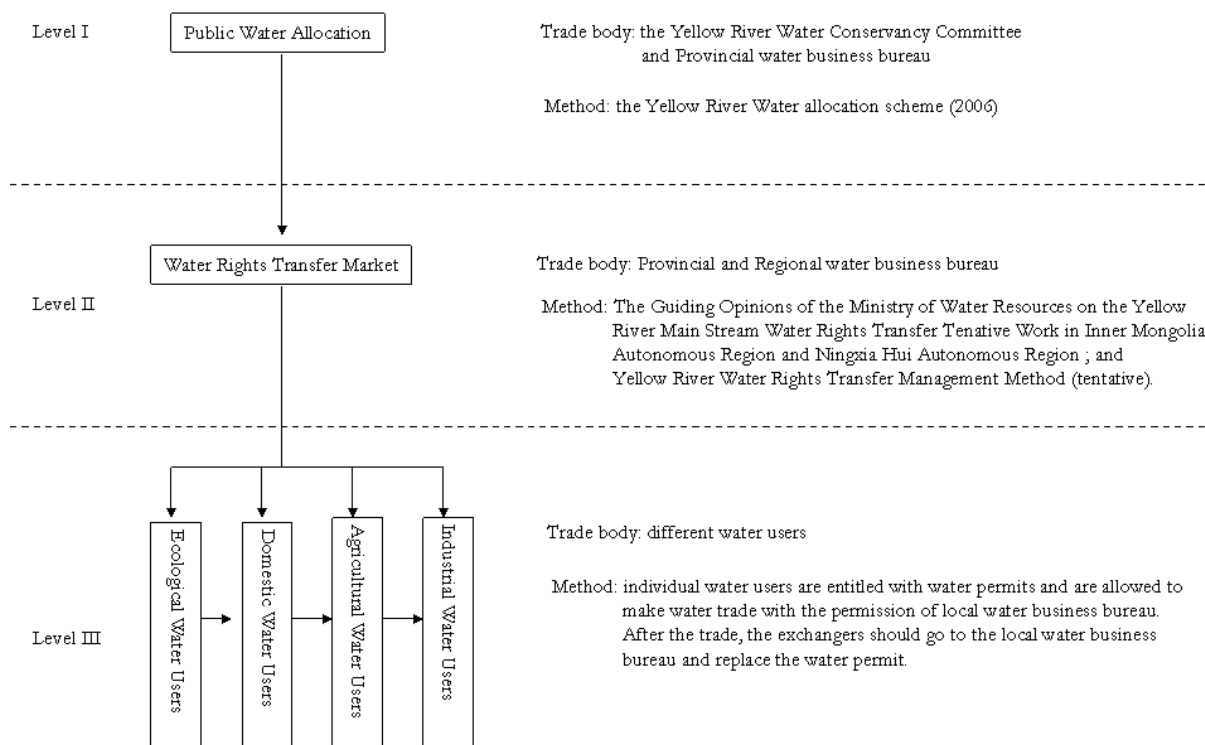 Level I
Public Water Allocation
Trade body: the Yellow River Water Conservancy Committee
and Provincial water business bureau
Method: the Yellow River Water allocation scheme (2006)
Water Rights Transfer Market
Trade body: Provincial and Regional water business bureau
Level II
Method: The Guiding Opinions of the Ministry of Water Resources on the Yellow
River Main Stream Water Rights Transfer Tenative Work in Inner Mongolia
Autonomous Region and Ningxia Hui Autonomous Region ; and
Yellow River Water Rights Transfer Management Method (tentative).
Level III
Ecological Water Users
Domestic Water Users
Agricultural Water Users
Industrial Water Users
Trade body: different water users
Method: individual water users are entitled with water permits and are allowed to
make water trade with the permission of local water business bureau.
After the trade, the exchangers should go to the local water business
bureau and replace the water permit.